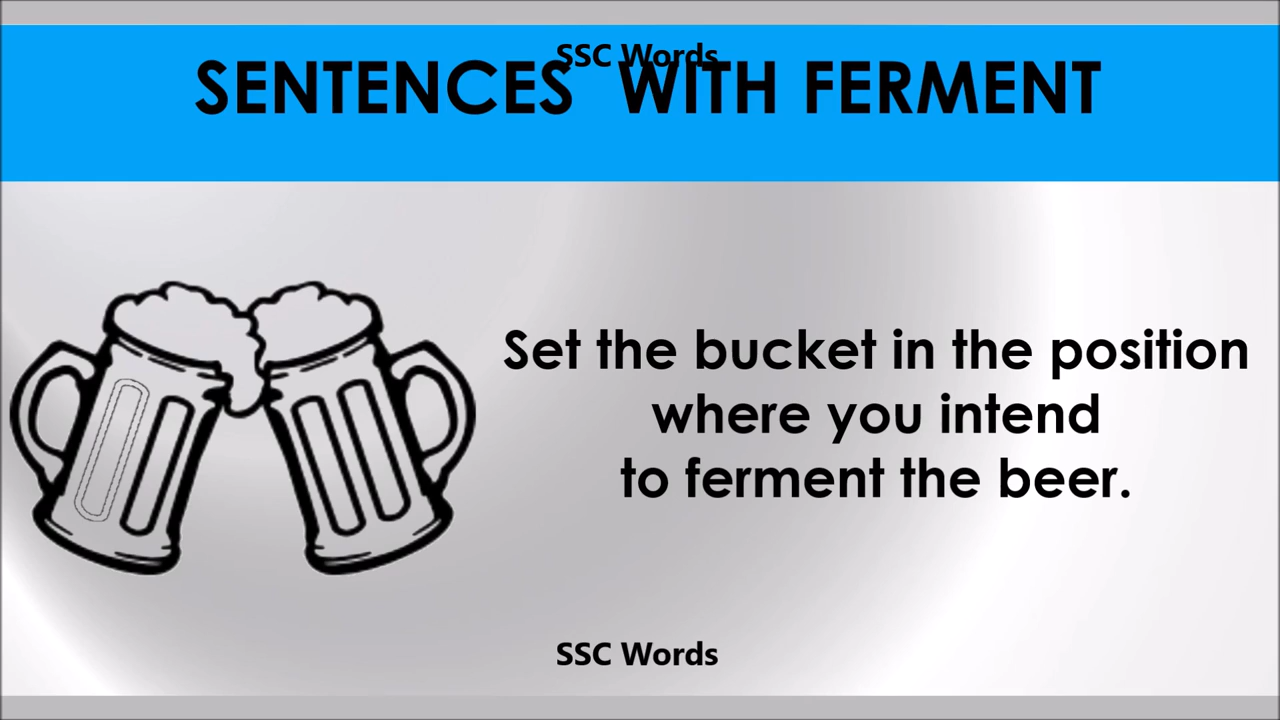 SSC Words
SENTENCES WITH FERMENT
Set the bucket in the position
where you intend
to ferment the beer.
SSC Words